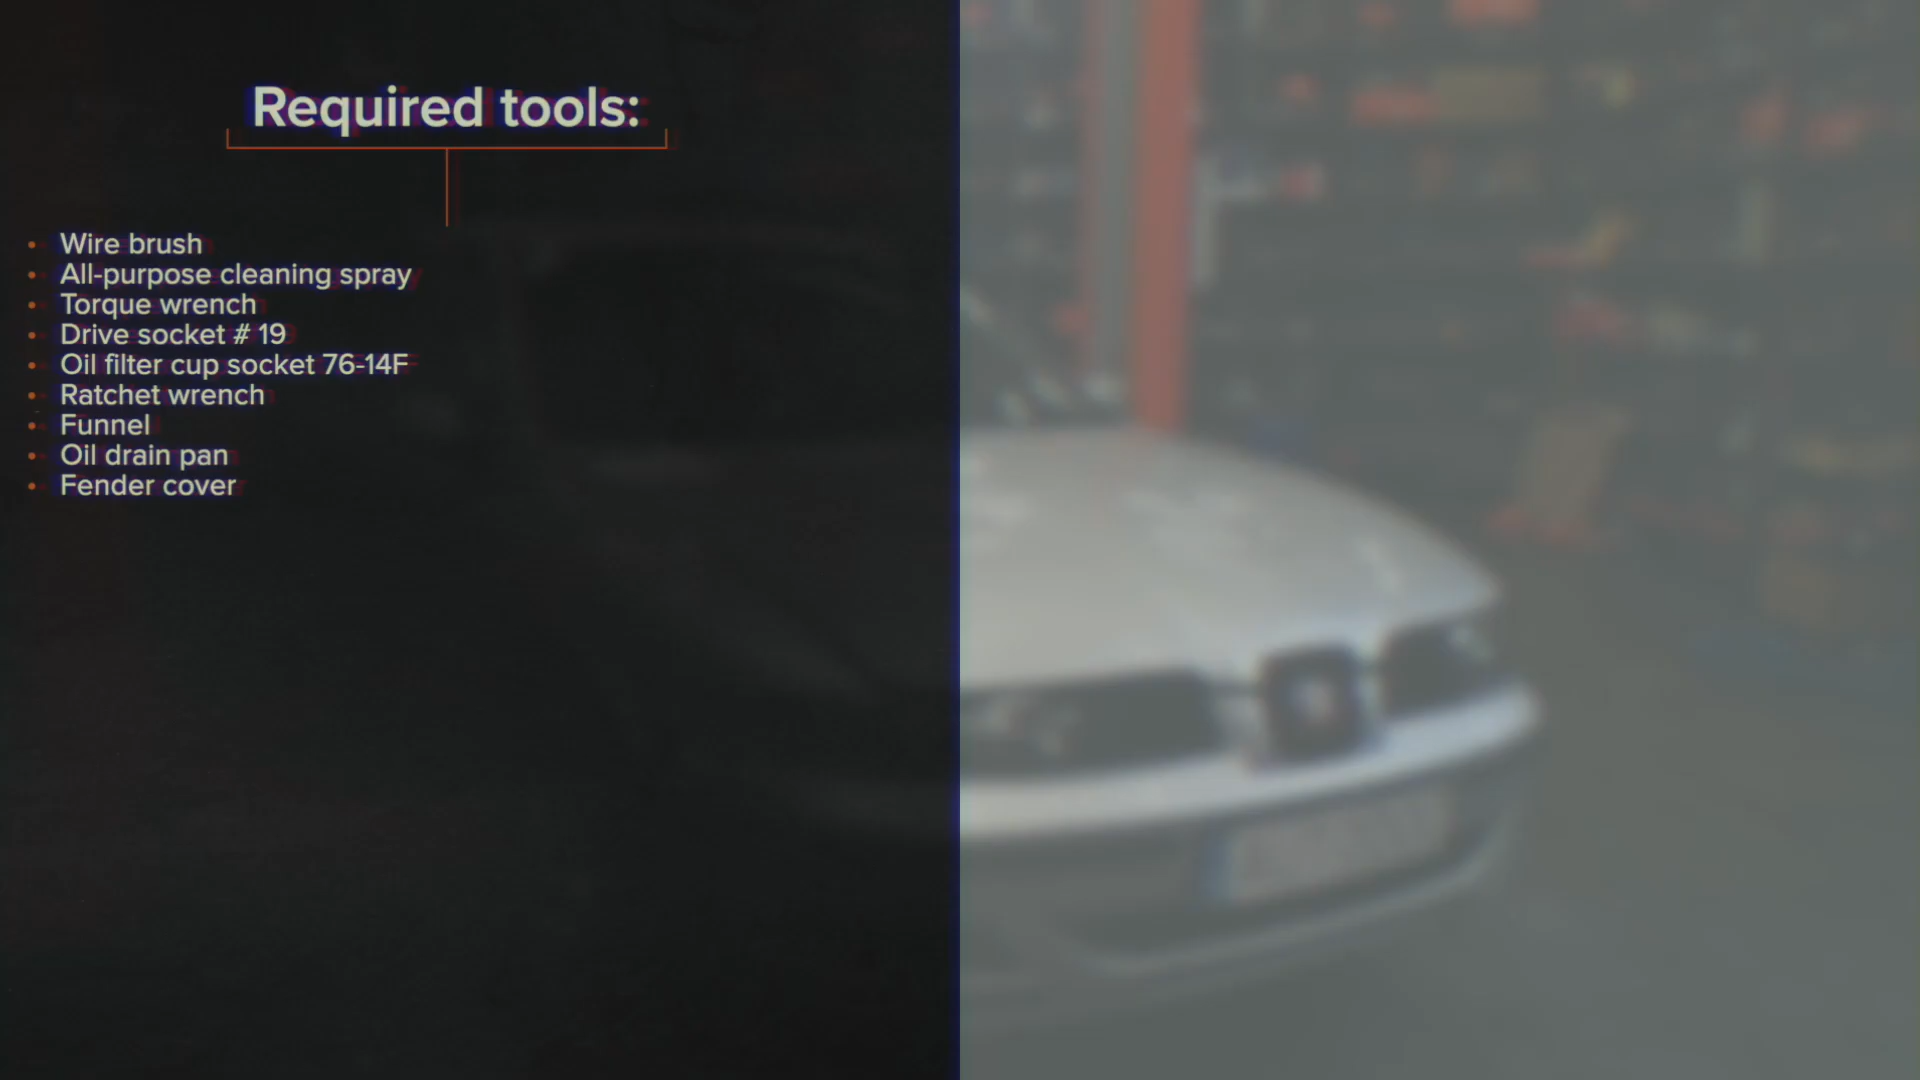 Required tools:
• Wire brush
• All-purpose cleaning spray
• Torque wrench
• Drive socket # 19
• Oil filter cup socket 76-14F
• Ratchet wrench
• Funnel
• Oil drain pan
• Fender cover